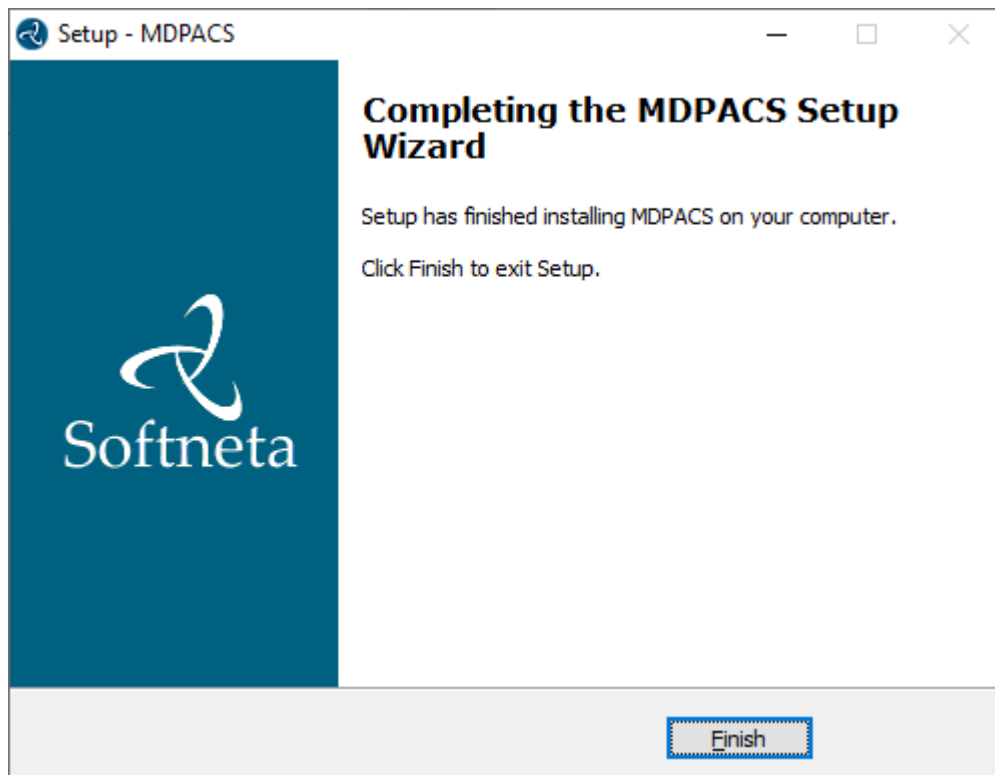 Setup - MDPACS
Completing the MDPACS Setup
Wizard
Setup has finished installing MDPACS on your computer.
Click Finish to exit Setup.
Softneta
Finish